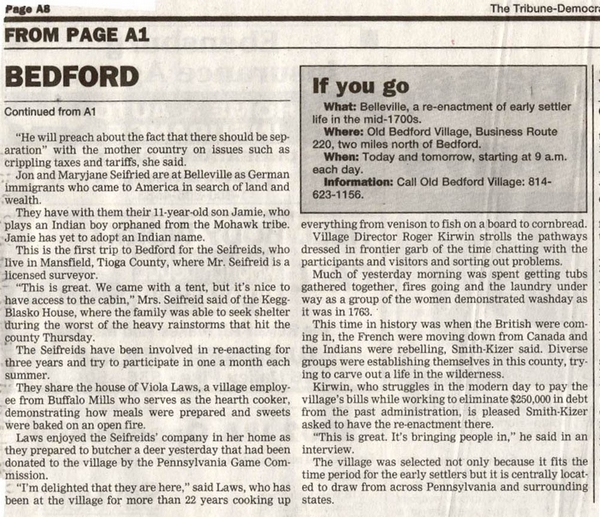 Page A8
The Tribune-Democra
FROM PAGE A1
BEDFORD
Continued from A1
"He will preach about the fact that there should be sep-
aration" with the mother country on issues such as
crippling taxes and tariffs, she said.
Jon and Maryjane Seifried are at Belleville as German
immigrants who came to America in search of land and
wealth.
They have with them their 11-year-old son Jamie, who
plays an Indian boy orphaned from the Mohawk tribe.
Jamie has yet to adopt an Indian name.
This is the first trip to Bedford for the Seifreids, who
live in Mansfield, Tioga County, where Mr. Seifreid is a
licensed surveyor.
"This is great. We came with a tent, but it's nice to
have access to the cabin," Mrs. Seifreid said of the Kegg-
Blasko House, where the family was able to seek shelter
during the worst of the heavy rainstorms that hit the
county Thursday.
The Seifreids have been involved in re-enacting for
three years and try to participate in one a month each
summer.
They share the house of Viola Laws, a village employ-
ee from Buffalo Mills who serves as the hearth cooker,
demonstrating how meals were prepared and sweets
were baked on an open fire.
Laws enjoyed the Seifreids' company in her home as
they prepared to butcher a deer yesterday that had been
donated to the village by the Pennsylvania Game Com-
mission.
"I'm delighted that they are here," said Laws, who has
been at the village for more than 22 years cooking up
If you go
What: Belleville, a re-enactment of early settler
life in the mid-1700s.
Where: Old Bedford Village, Business Route
220, two miles north of Bedford.
When: Today and tomorrow, starting at 9 a.m.
each day.
Information: Call Old Bedford Village: 814-
623-1156.
everything from venison to fish on a board to cornbread.
Village Director Roger Kirwin strolls the pathways
dressed in frontier garb of the time chatting with the
participants and visitors and sorting out problems.
Much of yesterday morning was spent getting tubs
gathered together, fires going and the laundry under
way as a group of the women demonstrated washday as
it was in 1763.
This time in history was when the British were com-
ing in, the French were moving down from Canada and
the Indians were rebelling, Smith-Kizer said. Diverse
groups were establishing themselves in this county, try-
ing to carve out a life in the wilderness.
Kirwin, who struggles in the modern day to pay the
village's bills while working to eliminate $250,000 in debt
from the past administration, is pleased Smith-Kizer
asked to have the re-enactment there.
"This is great. It's bringing people in," he said in an
interview.
The village was selected not only because it fits the
time period for the early settlers but it is centrally locat-
ed to draw from across Pennsylvania and surrounding
states.